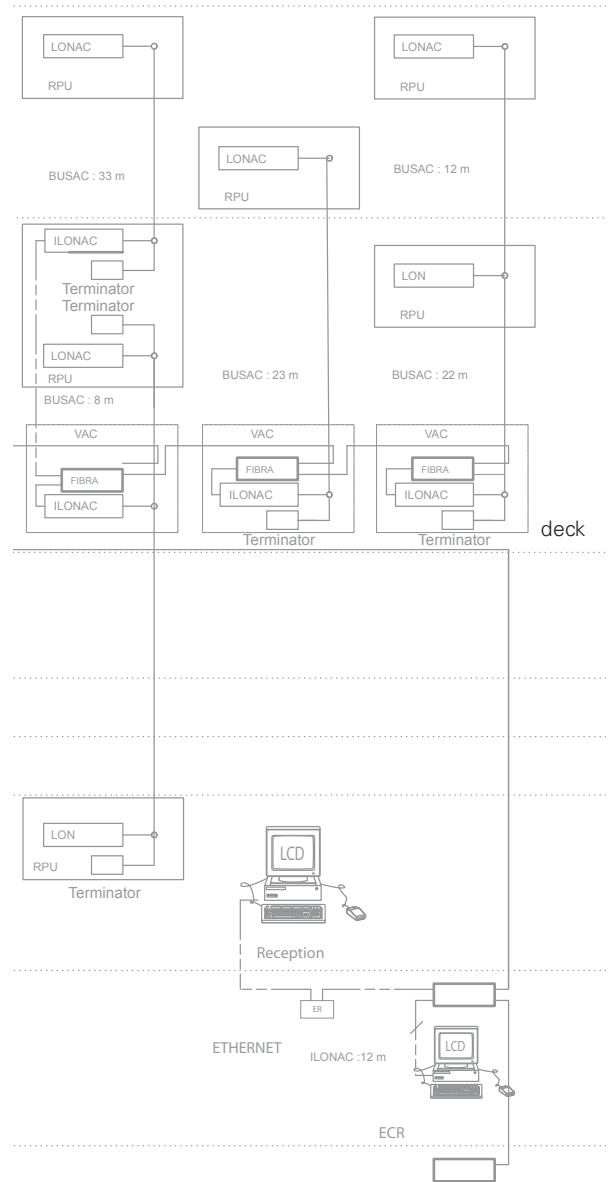 LONAC
RPU
LONAC
RPU
LONAC
RPU
BUSAC : 33 m
BUSAC : 12 m
ILONAC
Terminator
Terminator
LONAC
RPU
LON
RPU
BUSAC : 8 m
BUSAC : 23 m
BUSAC : 22 m
VAC
FIBRA
ILONAC
VAC
FIBRA
ILONAC
Terminator
VAC
FIBRA
ILONAC
Terminator
deck
LON
RPU
Terminator
LCD
Reception
ER
ETHERNET
ILONAC :12 m
LCD
ECR